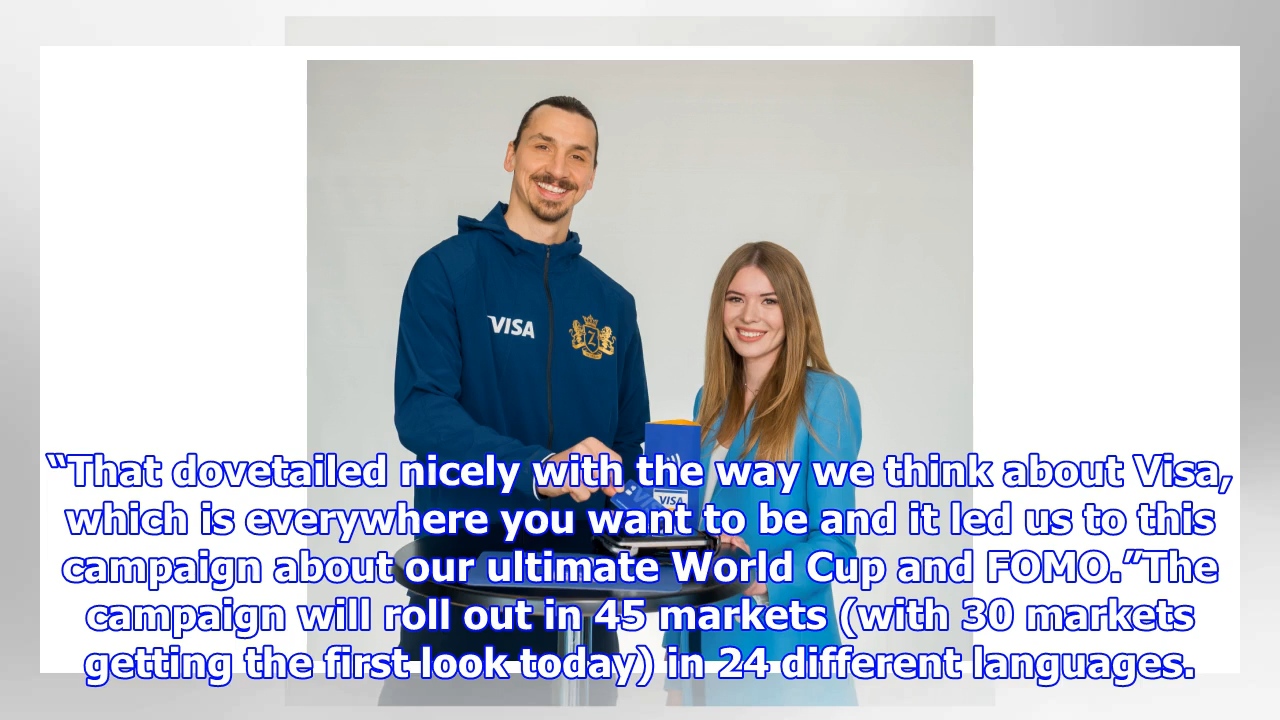 VISA
Z
VISA
“That dovetailed nicely with the way we think about Visa,
which is everywhere you want to be and it led us to this
campaign about our ultimate World Cup and FOMO.”The
campaign will roll out in 45 markets (with 30 markets
getting the first look today) in 24 different languages.